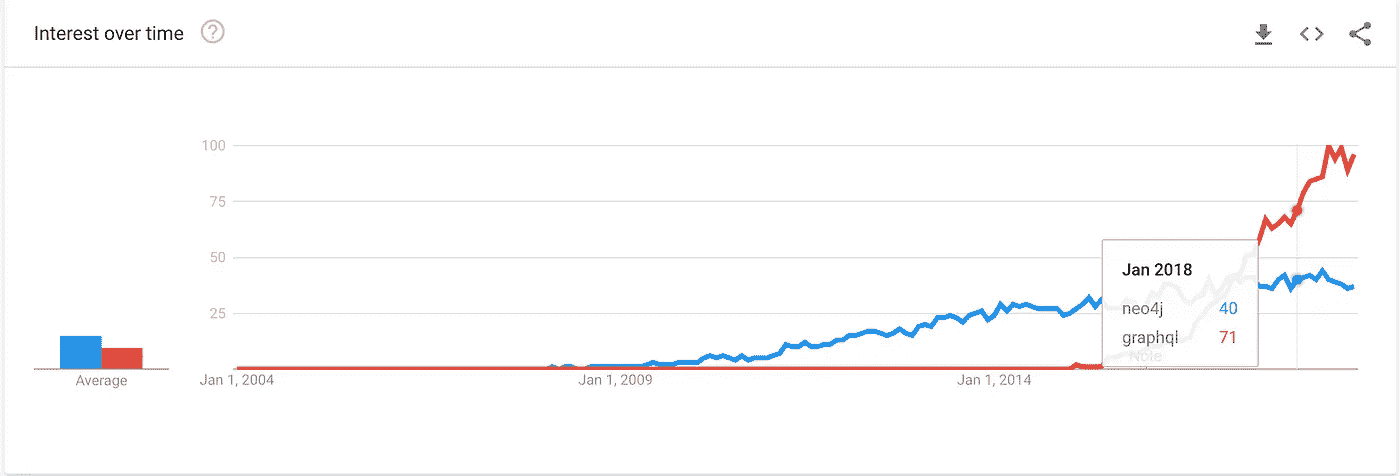 Interest over time ?
100
75
50
25
Jan 2018
neo4j 40
graphql 71
Note
Average
Jan 1, 2004
Jan 1, 2009
Jan 1, 2014